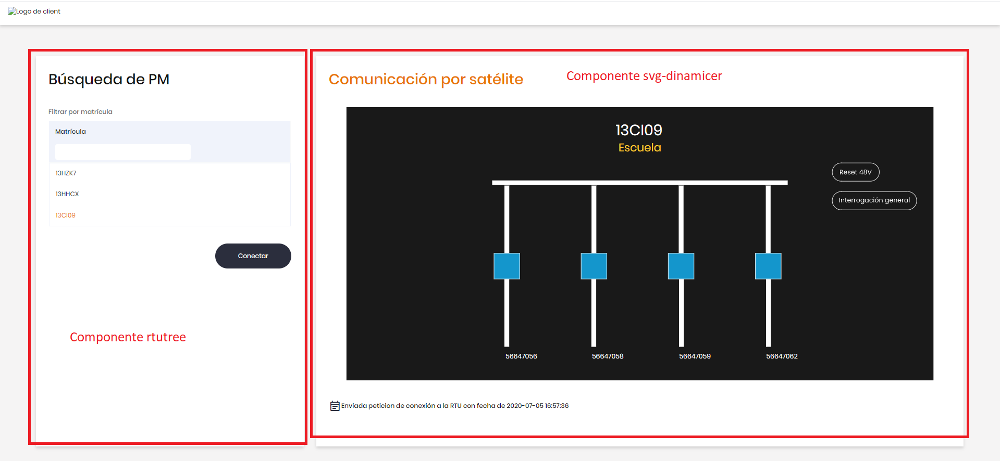 Logo de client
Búsqueda de PM
Filtrar por matrícula
Matrícula
13HZK7
13HHCX
13CI09
Conectar
Componente rtutree
Comunicación por satélite
Componente svg-dinamicer
13CI09
Escuela
Reset 48V
Interrogación general
56647056
56647058
56647059
56647062
Enviada peticion de conexión a la RTU con fecha de 2020-07-05 16:57:36